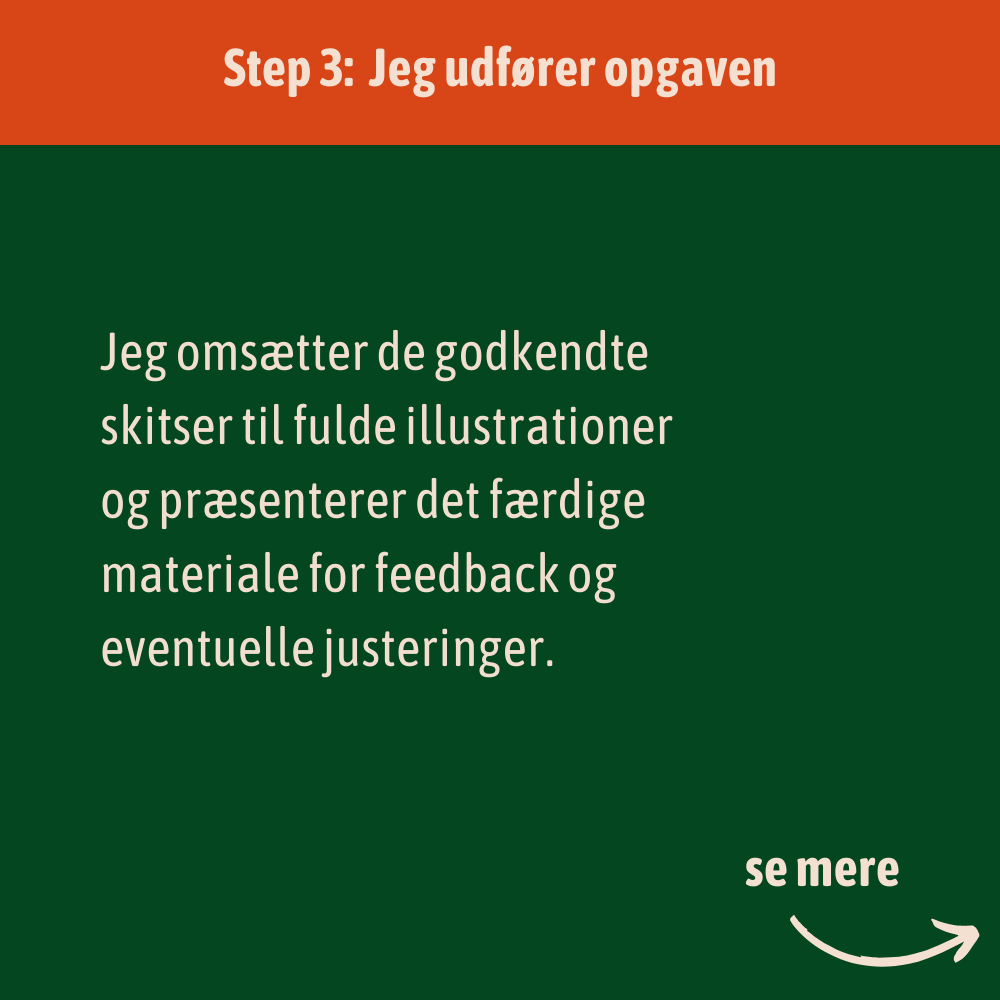 Step 3: Jeg udfører opgaven
Jeg omsætter de godkendte
skitser til fulde illustrationer
og præsenterer det færdige
materiale for feedback og
eventuelle justeringer.
se mere